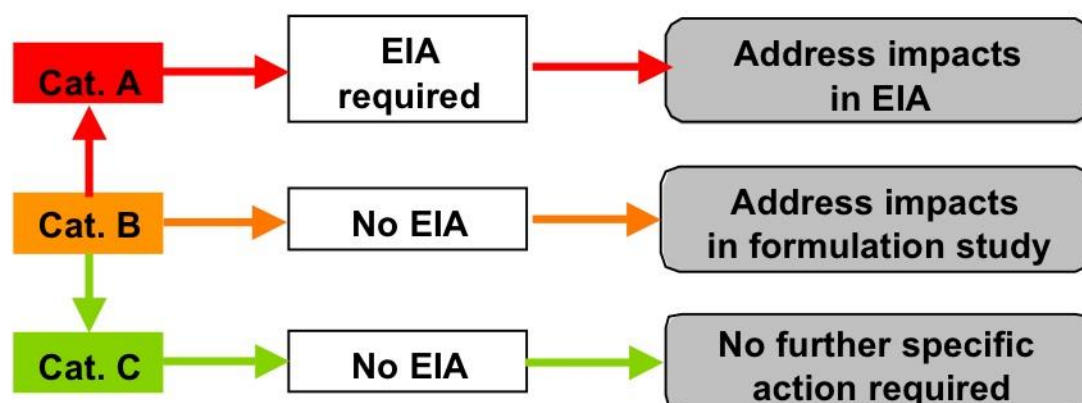 Cat. A
EIA
required
Address impacts
in EIA
Cat. B
No EIA
Address impacts
in formulation study
Cat. C
No EIA
No further specific
action required